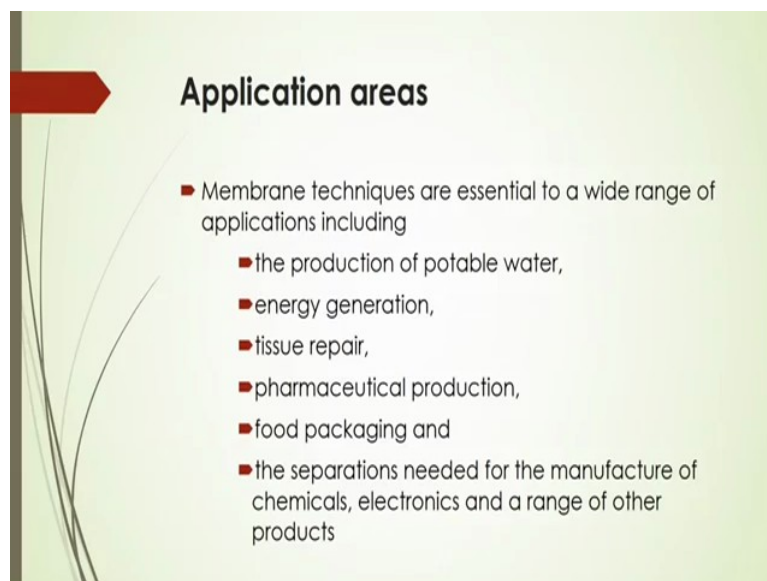 Application areas
Membrane techniques are essential to a wide range of
applications including
the production of potable water,
energy generation,
tissue repair,
pharmaceutical production,
food packaging and
the separations needed for the manufacture of
chemicals, electronics and a range of other
products